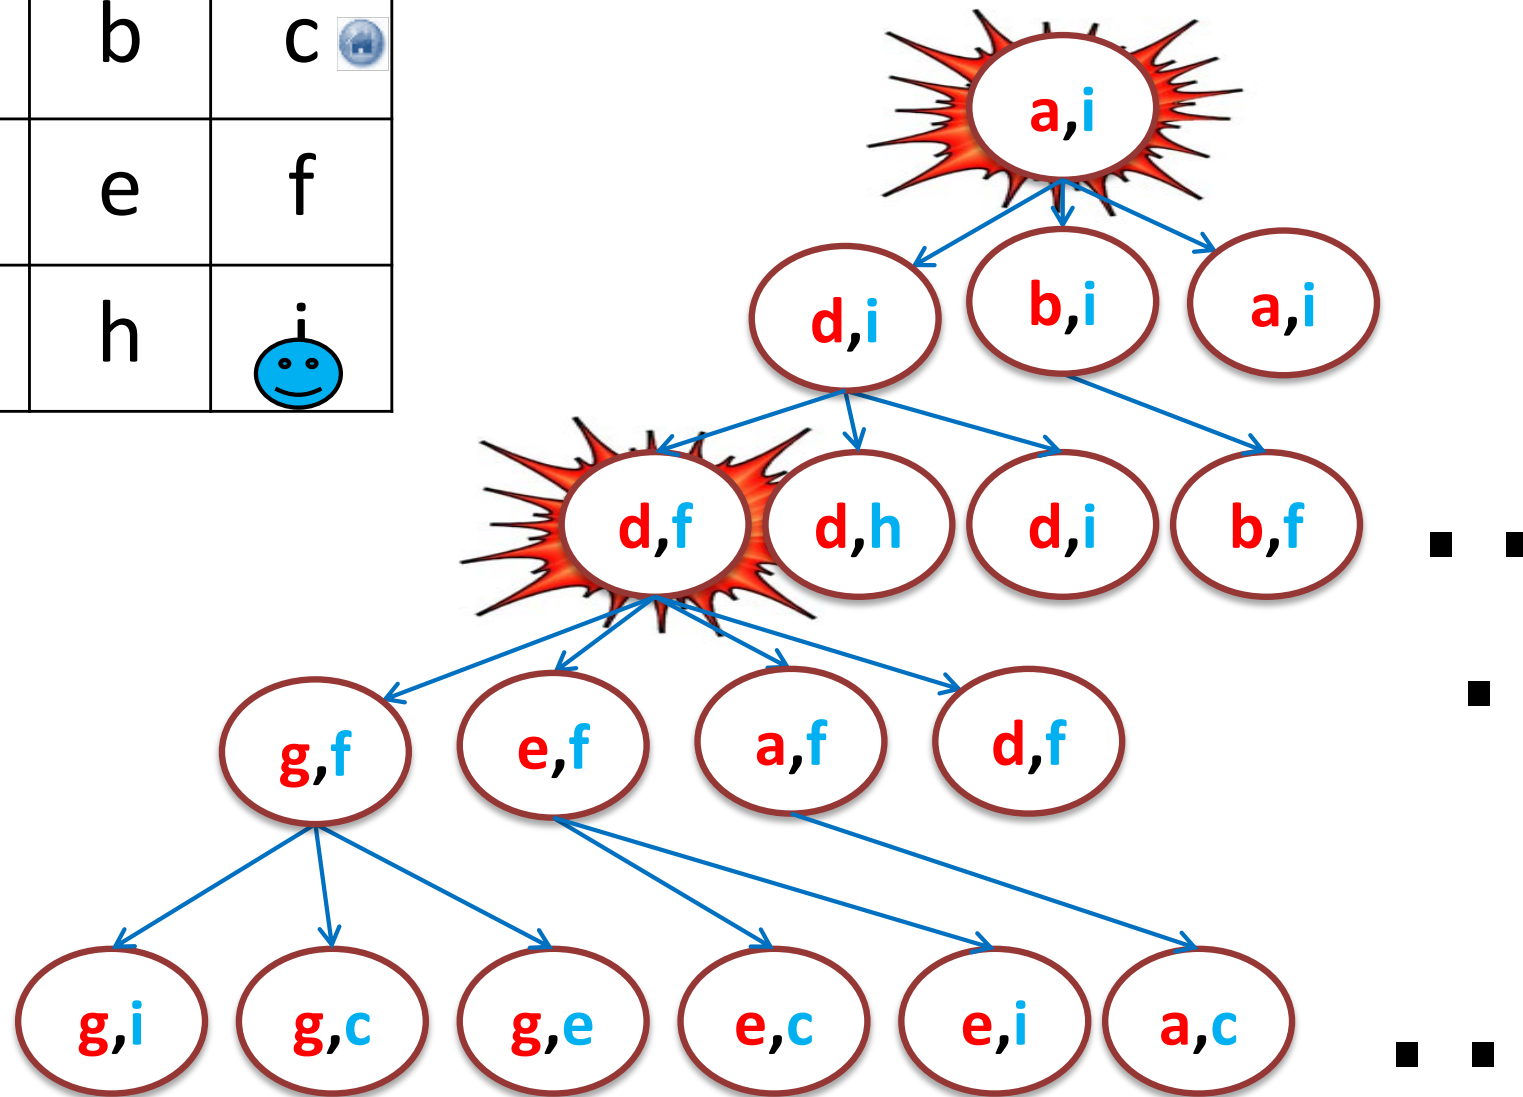 b c
e f
h i
a,i
d,i b,i a,i
d,f d,h d,i b,f
g,f e,f a,f d,f
g,i g,c g,e e,c e,i a,c